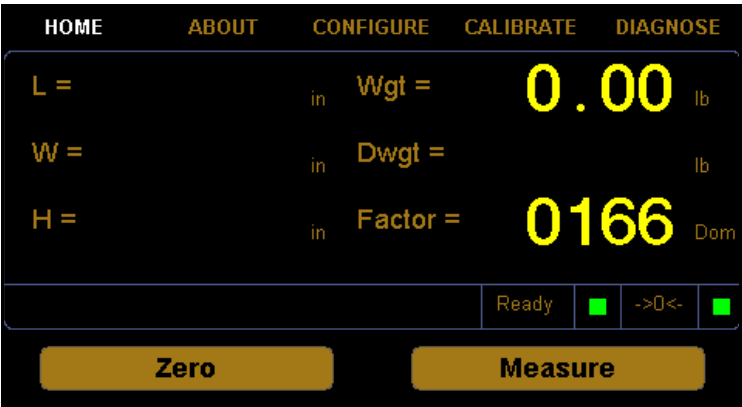 HOME ABOUT CONFIGURE CALIBRATE DIAGNOSE
L = in Wgt = 0.00 lb
W = in Dwgt = lb
H = in Factor = 0166 Dom
Ready ->0<-
Zero Measure